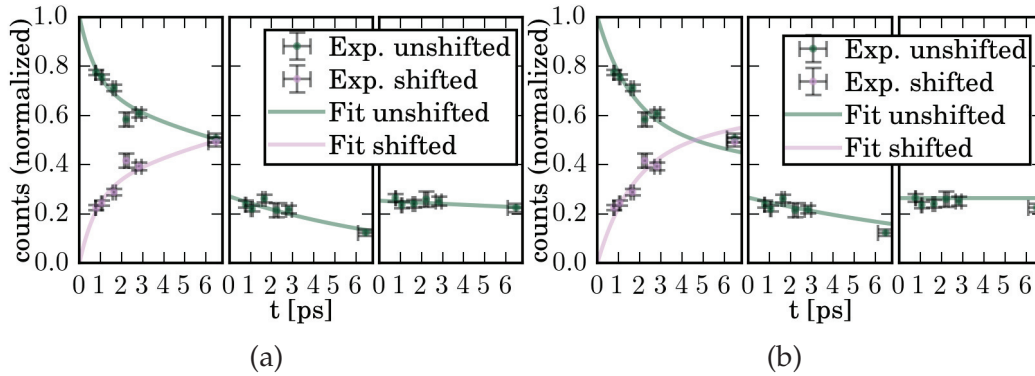 counts (normalized)
1.0
0.8
0.6
0.4
0.2
0.0
Exp. unshifted
Exp. shifted
Fit unshifted
Fit shifted
0 1 2 3 4 5 6 0 1 2 3 4 5 6 0 1 2 3 4 5 6
t [ps]
(a)
counts (normalized)
1.0
0.8
0.6
0.4
0.2
0.0
Exp. unshifted
Exp. shifted
Fit unshifted
Fit shifted
0 1 2 3 4 5 6 0 1 2 3 4 5 6 0 1 2 3 4 5 6
t [ps]
(b)